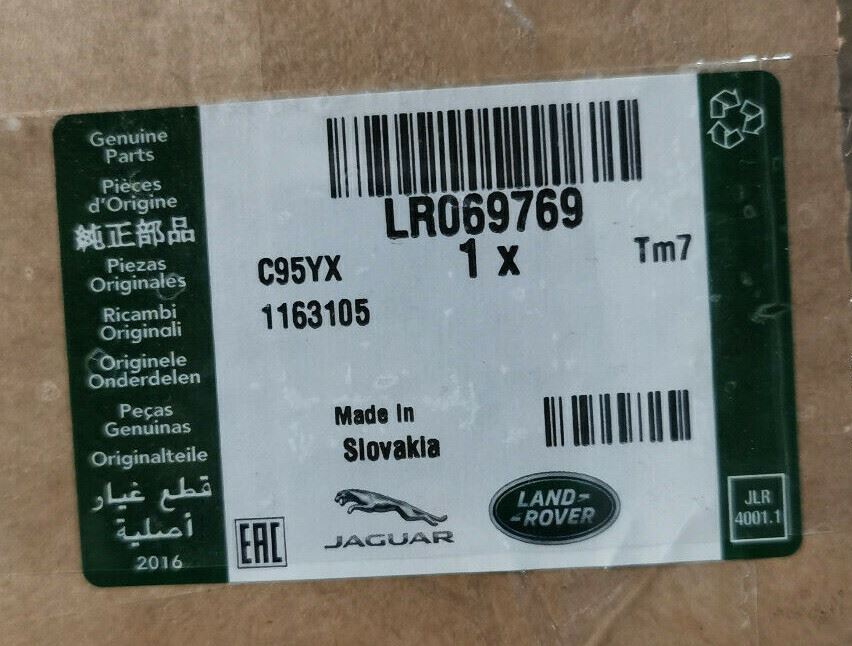 Genuine
Parts
Pièces
d'Origine
純正部品
Piezas
Originales
Ricambi
Originali
Originele
Onderdelen
Peças
Genuinas
Originalteile
قطع غيار
أصلية
2016
LR069769
1 x
Tm7
C95YX
1163105
Made In
Slovakia
EAC
JAGUAR
LAND-
-ROVER
JLR
4001.1